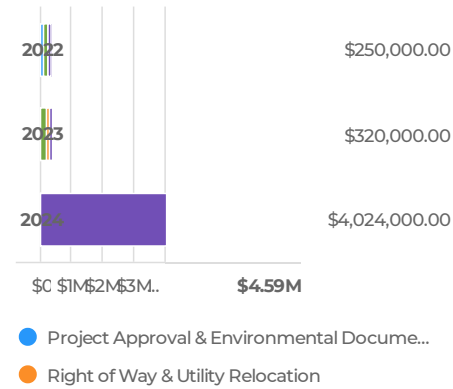 2022 $250,000.00
2023 $320,000.00
2024 $4,024,000.00
$0 $1M $2M $3M... $4.59M
Project Approval & Environmental Docume...
Right of Way & Utility Relocation